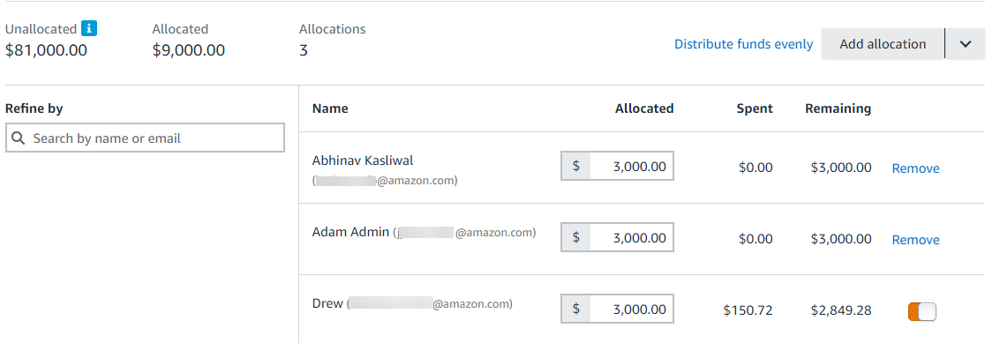 Unallocated i Allocated Allocations
$81,000.00 $9,000.00 3
Distribute funds evenly Add allocation
Refine by
Search by name or email
Name Allocated Spent Remaining
Abhinav Kasliwal $ 3,000.00 $0.00 $3,000.00 Remove
@amazon.com)
Adam Admin ( @amazon.com) $ 3,000.00 $0.00 $3,000.00 Remove
Drew ( @amazon.com) $ 3,000.00 $150.72 $2,849.28